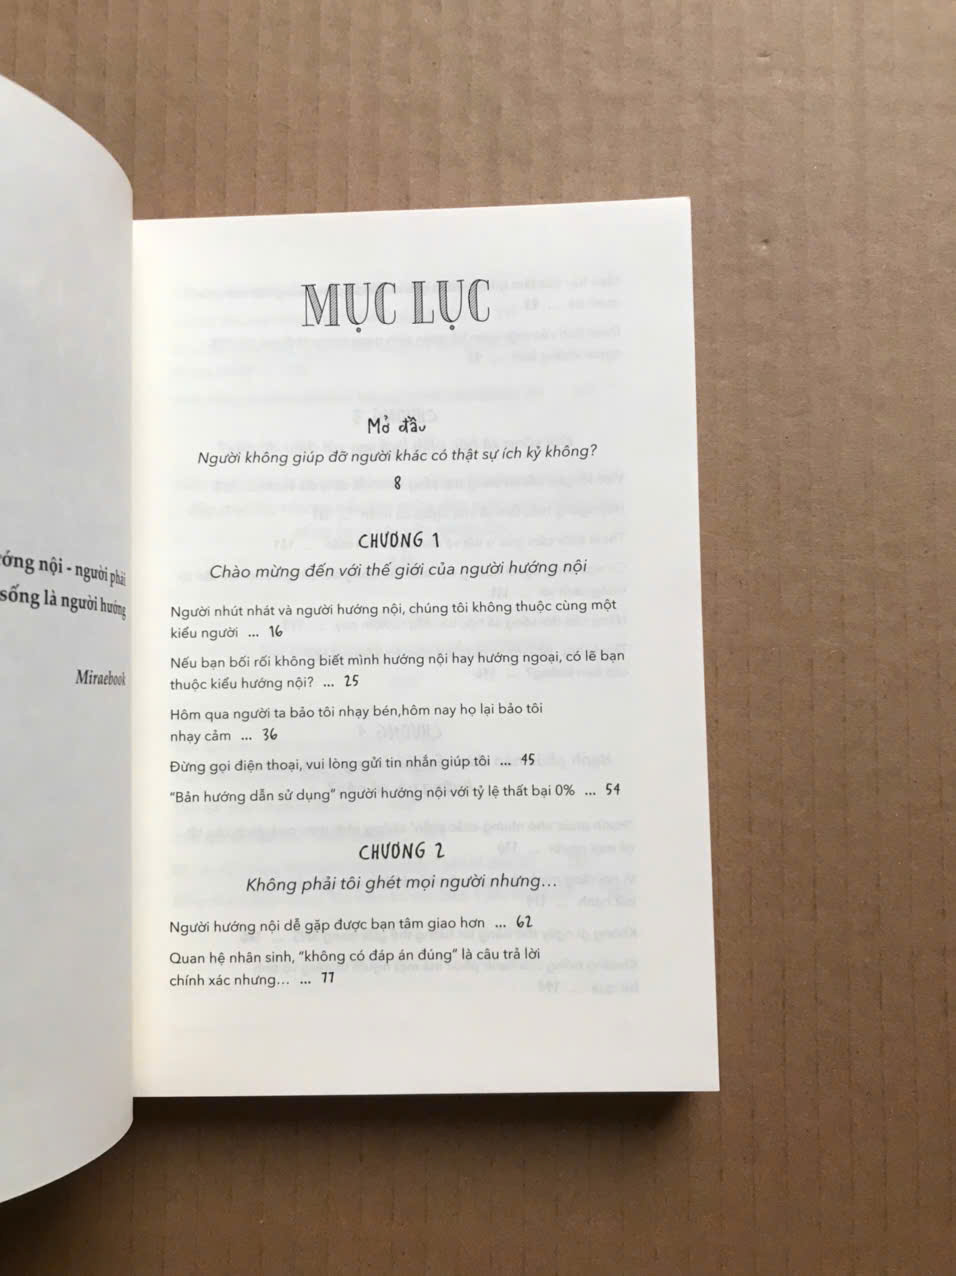 ớng nội - người phải
sống là người hướng
Miraebook
MỤC LỤC
Mở đầu
Người không giúp đỡ người khác có thật sự ích kỷ không?
8
CHƯƠNG 1
Chào mừng đến với thế giới của người hướng nội
Người nhút nhát và người hướng nội, chúng tôi không thuộc cùng một
kiểu người ... 16
Nếu bạn bối rối không biết mình hướng nội hay hướng ngoại, có lẽ bạn
thuộc kiểu hướng nội? ... 25
Hôm qua người ta bảo tôi nhạy bén,hôm nay họ lại bảo tôi
nhạy cảm ... 36
Đừng gọi điện thoại, vui lòng gửi tin nhắn giúp tôi ... 45
“Bản hướng dẫn sử dụng” người hướng nội với tỷ lệ thất bại 0% ... 54
CHƯƠNG 2
Không phải tôi ghét mọi người nhưng...
Người hướng nội dễ gặp được bạn tâm giao hơn ... 62
Quan hệ nhân sinh, “không có đáp án đúng” là câu trả lời
chính xác nhưng... ... 77